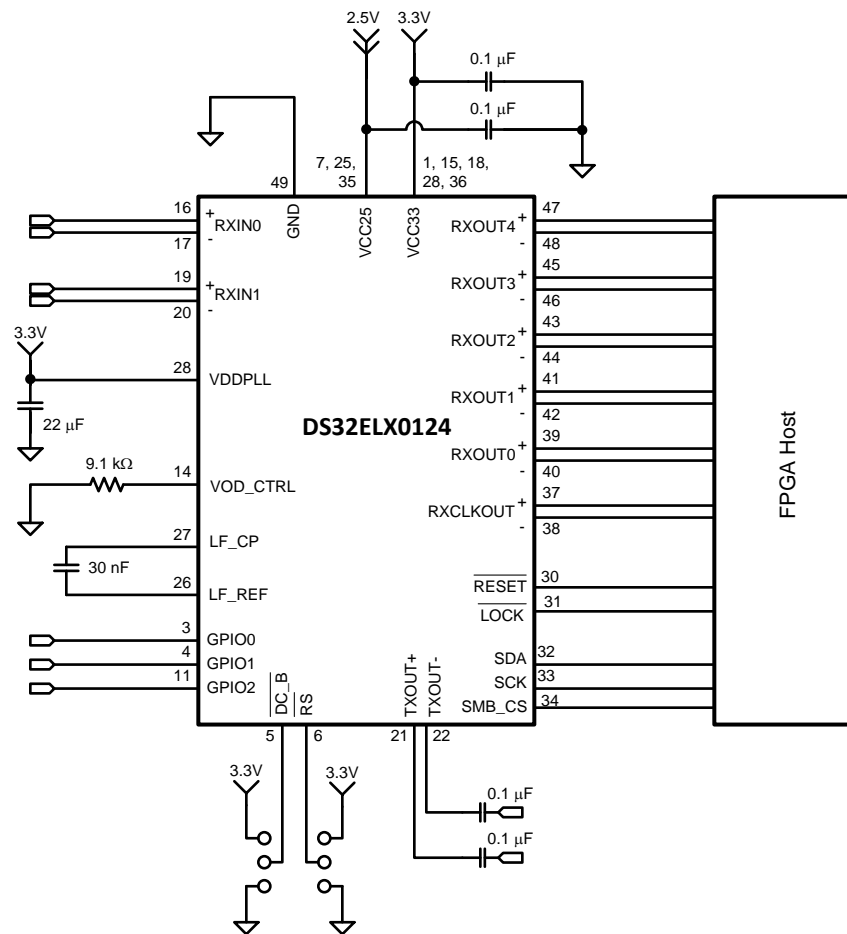 2.5V 3.3V
0.1 µF
0.1 µF
7, 25, 35
1, 15, 18, 28, 36
49
GND
VCC25
VCC33
16
+
RXIN0
-
17
19
+
RXIN1
-
20
3.3V
28
VDDPLL
22 µF
9.1 kΩ
14
VOD_CTRL
27
LF_CP
30 nF
26
LF_REF
3
GPIO0
4
GPIO1
11
GPIO2
DS32ELX0124
47
RXOUT4 +
-
48
45
RXOUT3 +
-
46
43
RXOUT2 +
-
44
41
RXOUT1 +
-
42
39
RXOUT0 +
-
40
37
RXCLKOUT +
-
38
RESET
30
LOCK
31
SDA
32
SCK
33
SMB_CS
34
FPGA Host
DC_B
RS
TXOUT+
TXOUT-
5
6
21
22
3.3V
3.3V
0.1 µF
0.1 µF